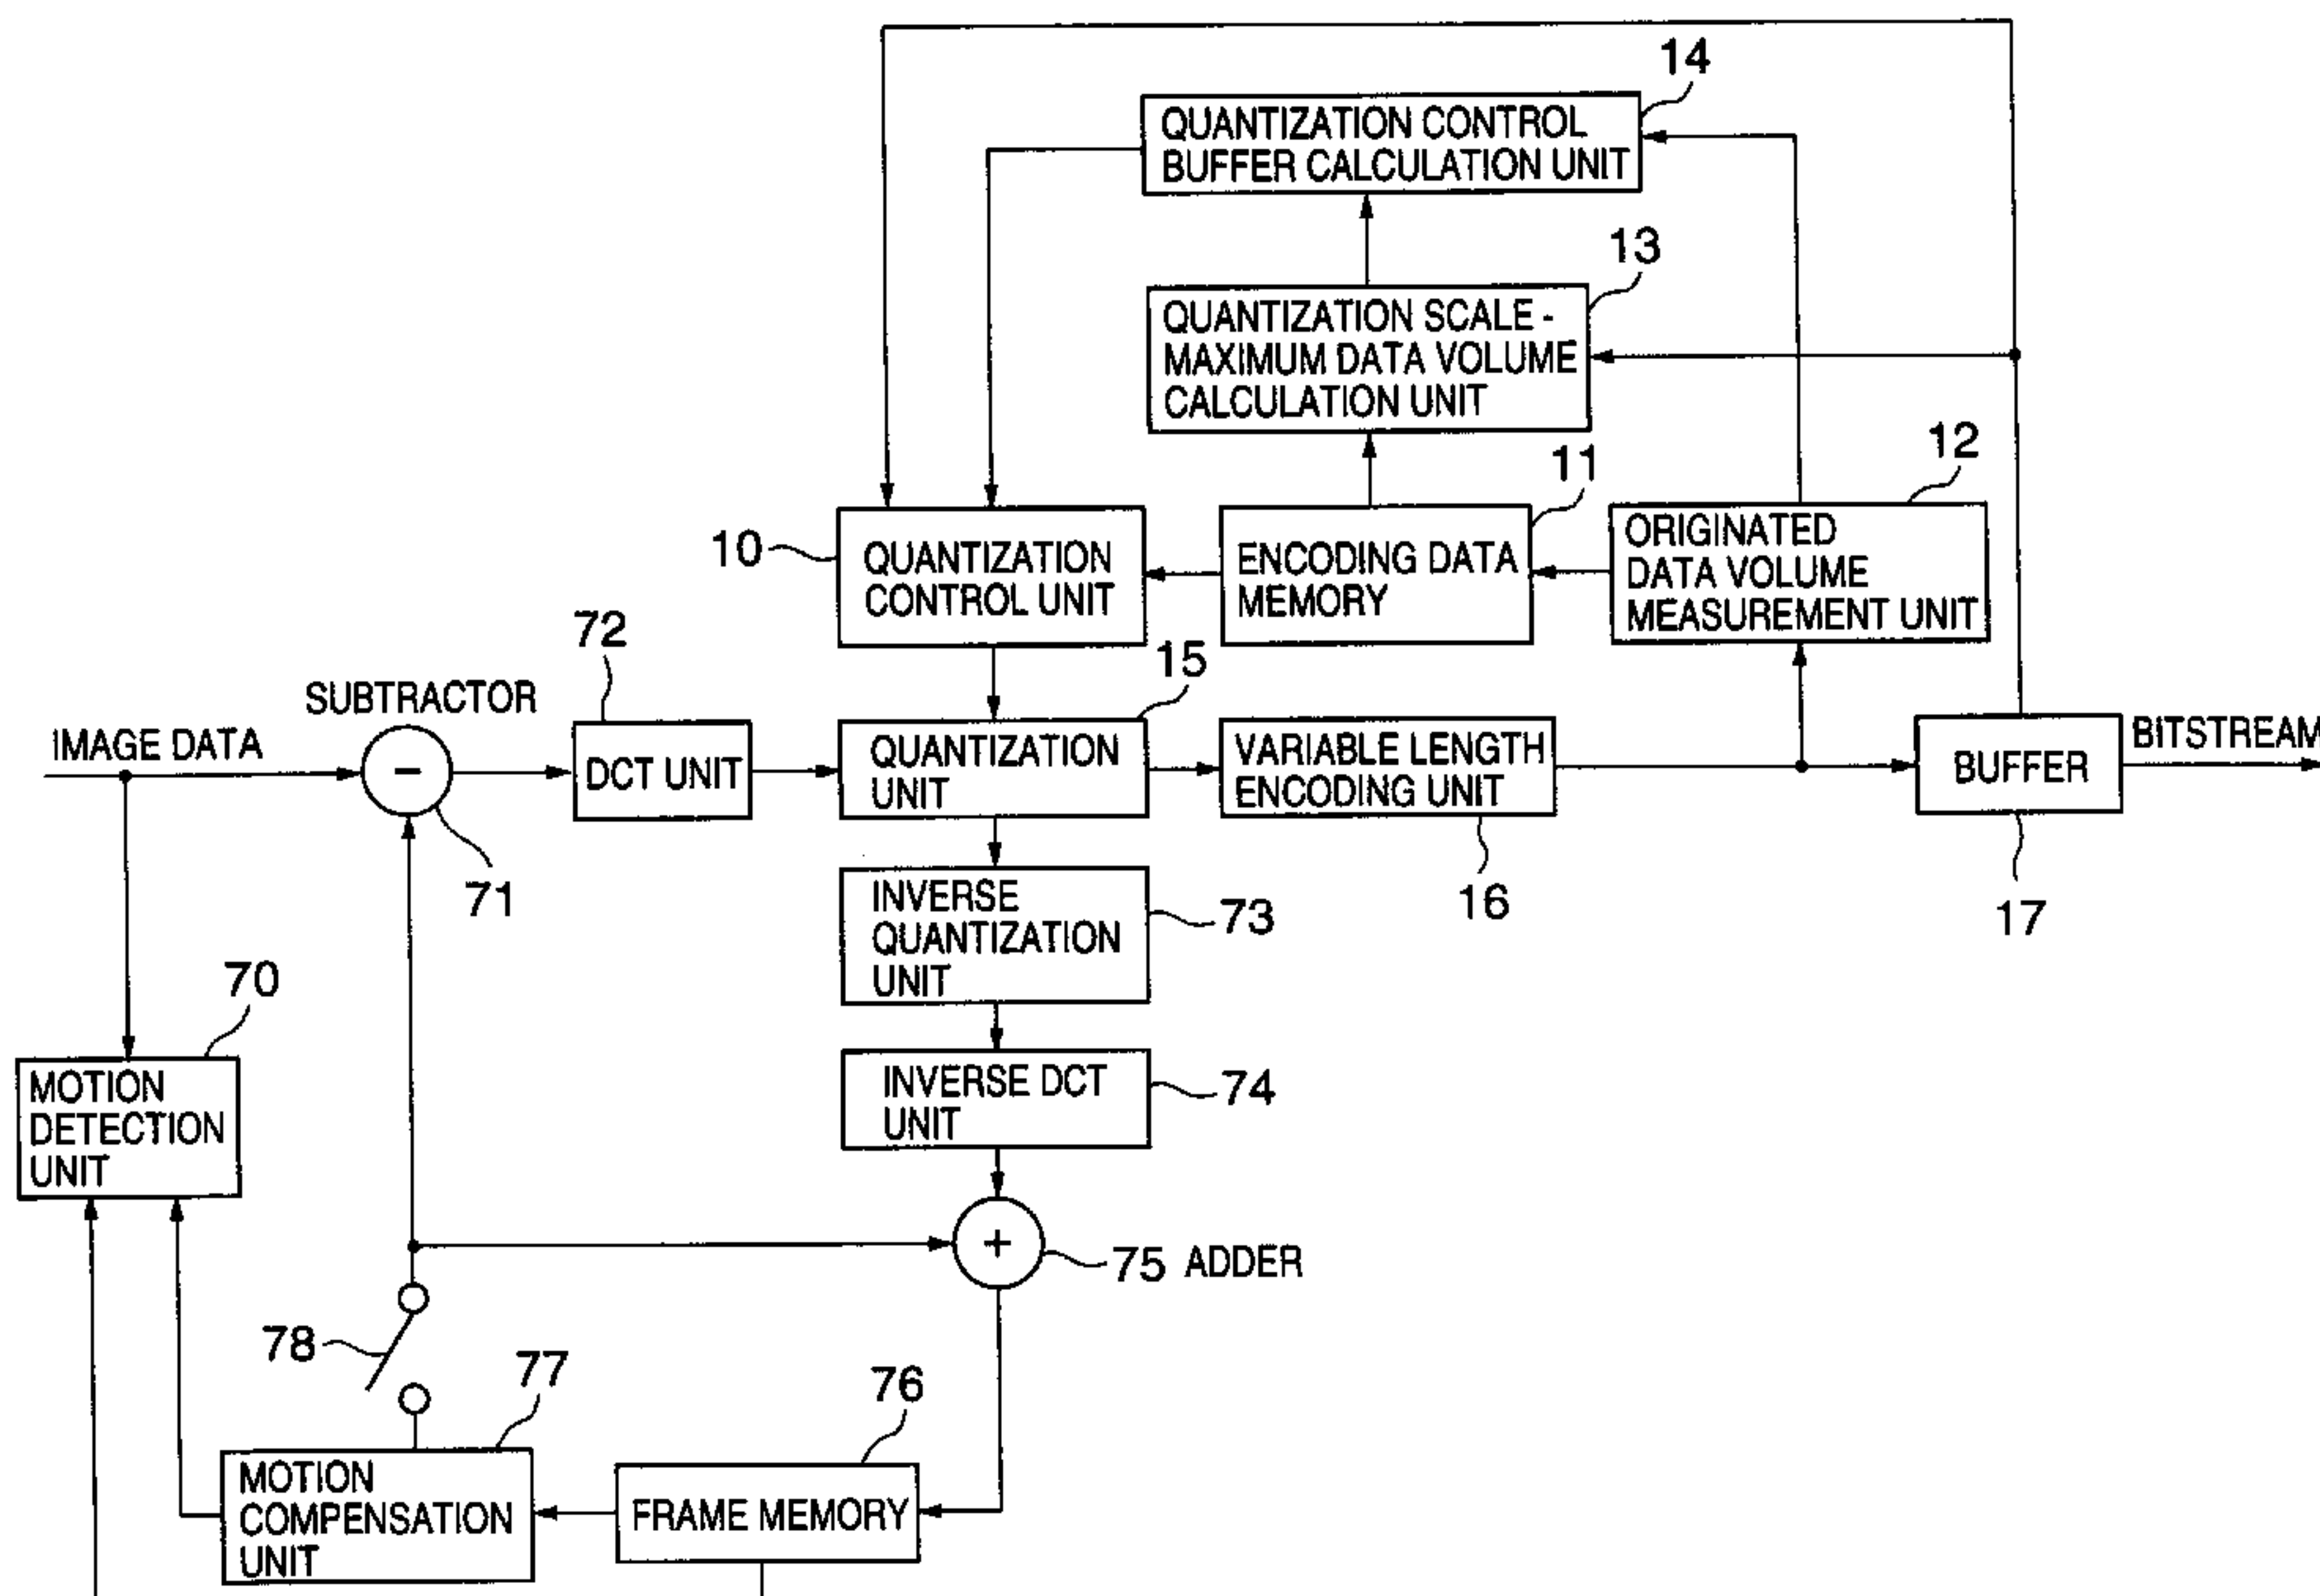 14
QUANTIZATION CONTROL
BUFFER CALCULATION UNIT
13
QUANTIZATION SCALE -
MAXIMUM DATA VOLUME
CALCULATION UNIT
12
11
10
QUANTIZATION
CONTROL UNIT
ENCODING DATA
MEMORY
ORIGINATED
DATA VOLUME
MEASUREMENT UNIT
72
15
SUBTRACTOR
IMAGE DATA
-
DCT UNIT
QUANTIZATION
UNIT
VARIABLE LENGTH
ENCODING UNIT
BUFFER
BITSTREAM
71
16
17
INVERSE
QUANTIZATION
UNIT
73
70
MOTION
DETECTION
UNIT
INVERSE DCT
UNIT
74
+
75 ADDER
78
77
76
MOTION
COMPENSATION
UNIT
FRAME MEMORY